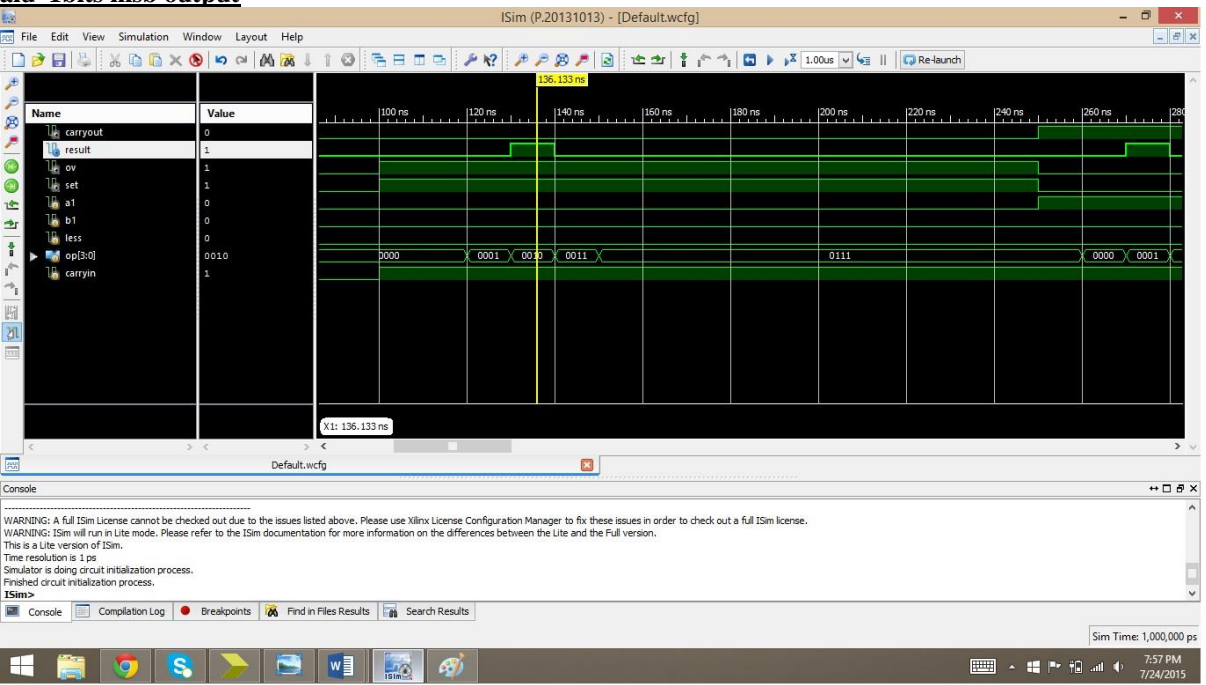 alu 1bits msb output
ISim (P.20131013) - [Default.wcfg]
File Edit View Simulation Window Layout Help
1.00us Re-launch
136.133 ns
Name Value
100 ns 120 ns 140 ns 160 ns 180 ns 200 ns 220 ns 240 ns 260 ns 280
carryout 0
result 1
ov 1
set 1
a1 0
b1 0
less 0
op[3:0] 0010 0000 0001 0010 0011 0111 0000 0001
carryin 1
X1: 136.133 ns
Default.wcfg
Console
WARNING: A full ISim License cannot be checked out due to the issues listed above. Please use Xilinx License Configuration Manager to fix these issues in order to check out a full ISim license.
WARNING: ISim will run in Lite mode. Please refer to the ISim documentation for more information on the differences between the Lite and the Full version.
This is a Lite version of ISim.
Time resolution is 1 ps
Simulator is doing circuit initialization process.
Finished circuit initialization process.
ISim>
Console Compilation Log Breakpoints Find in Files Results Search Results
Sim Time: 1,000,000 ps
ISim
7:57 PM
7/24/2015